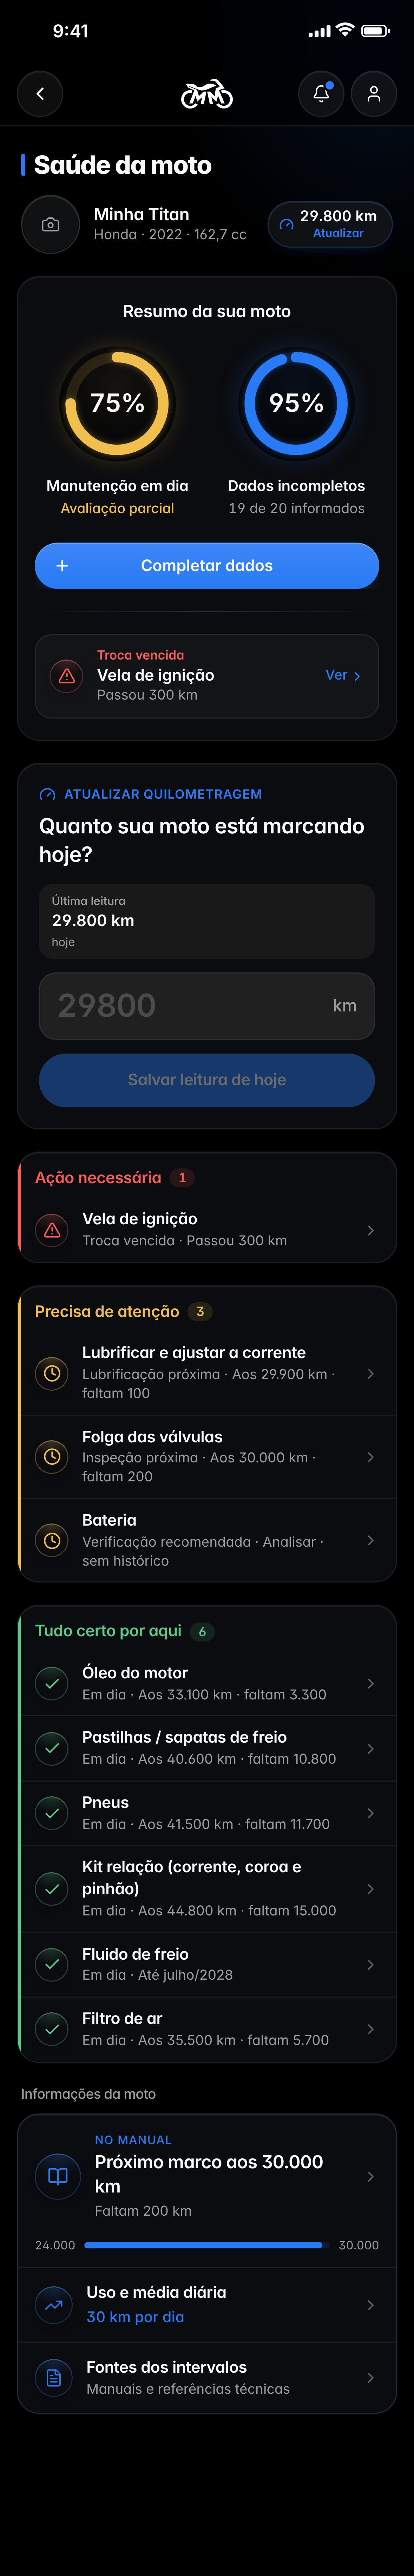 9:41
MM
Saúde da moto
Minha Titan
Honda · 2022 · 162,7 cc
29.800 km
Atualizar
Resumo da sua moto
75%
95%
Manutenção em dia
Avaliação parcial
Dados incompletos
19 de 20 informados
Completar dados
Troca vencida
Vela de ignição
Passou 300 km
Ver
ATUALIZAR QUILOMETRAGEM
Quanto sua moto está marcando
hoje?
Última leitura
29.800 km
hoje
29800
km
Salvar leitura de hoje
Ação necessária 1
Vela de ignição
Troca vencida · Passou 300 km
Precisa de atenção 3
Lubrificar e ajustar a corrente
Lubrificação próxima · Aos 29.900 km ·
faltam 100
Folga das válvulas
Inspeção próxima · Aos 30.000 km ·
faltam 200
Bateria
Verificação recomendada · Analisar ·
sem histórico
Tudo certo por aqui 6
Óleo do motor
Em dia · Aos 33.100 km · faltam 3.300
Pastilhas / sapatas de freio
Em dia · Aos 40.600 km · faltam 10.800
Pneus
Em dia · Aos 41.500 km · faltam 11.700
Kit relação (corrente, coroa e
pinhão)
Em dia · Aos 44.800 km · faltam 15.000
Fluido de freio
Em dia · Até julho/2028
Filtro de ar
Em dia · Aos 35.500 km · faltam 5.700
Informações da moto
NO MANUAL
Próximo marco aos 30.000
km
Faltam 200 km
24.000
30.000
Uso e média diária
30 km por dia
Fontes dos intervalos
Manuais e referências técnicas